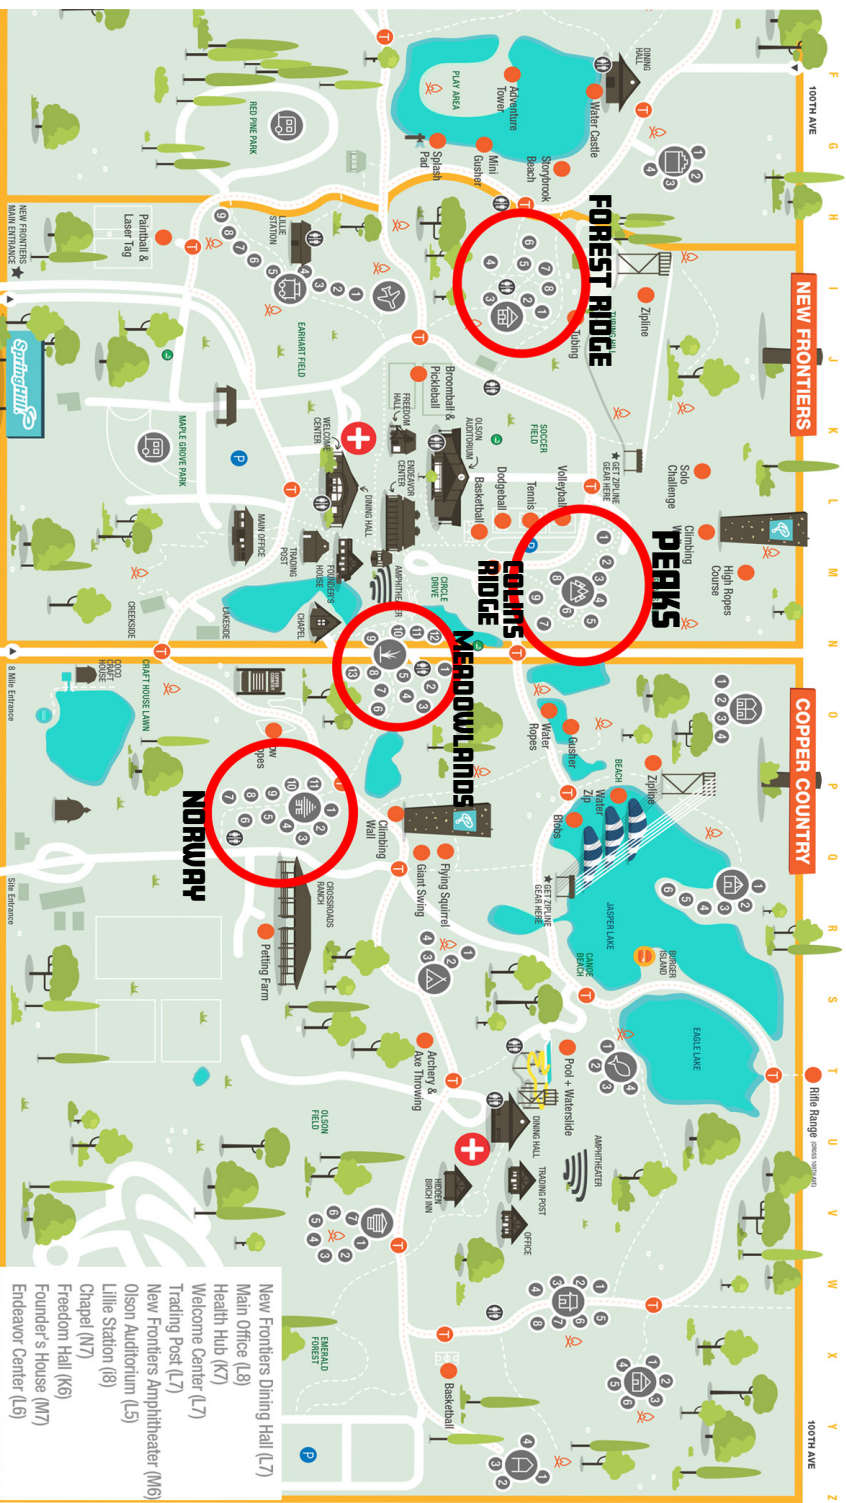 F
G
H
I
J
K
L
M
N
O
P
Q
R
S
T
U
V
W
X
Y
Z
100TH AVE
100TH AVE
NEW FRONTIERS
COPPER COUNTRY
DINING
HALL
PLAY AREA
Adventure
Tower
Water Castle
Splash
Pad
Mini
Gusher
Storybrook
Beach
RED PINE PARK
FOREST RIDGE
Zipline
Tubing
LILLIE
STATION
Paintball &
Laser Tag
NEW FRONTIERS
MAIN ENTRANCE
SpringHill
EARHART FIELD
MAPLE GROVE PARK
Broomball &
Pickleball
FREEDOM
HALL
WELCOME
CENTER
OLSON
AUDITORIUM
ENDEAVOR
CENTER
DINING HALL
SOCCER
FIELD
GET ZIPLINE
GEAR HERE
Solo
Challenge
Climbing
High Ropes
Course
Volleyball
Tennis
Dodgeball
Basketball
PEAKS
COLINS
RIDGE
MEADOWLANDS
MAIN OFFICE
TRADING
POST
FOUNDER'S
HOUSE
AMPHITHEATER
CIRCLE
DRIVE
CHAPEL
LAKESIDE
CREEKSIDE
CRAFT HOUSE LAWN
COCO
CRAFT
HOUSE
8 Mile Entrance
Site Entrance
Water
Ropes
Gusher
BEACH
Zipline
Water
Zip
Blobs
GET ZIPLINE
GEAR HERE
JASPER LAKE
BURGER
ISLAND
CANOE
BEACH
EAGLE LAKE
Rifle Range (CROSS 100TH AVE)
NORWAY
Climbing
Wall
Flying Squirrel
Giant Swing
CROSSROADS
RANCH
Petting Farm
Archery &
Axe Throwing
Pool + Waterslide
DINING HALL
TRADING POST
OFFICE
HIDDEN
BIRCH INN
AMPHITHEATER
OLSON
FIELD
EMERALD
FOREST
Basketball
New Frontiers Dining Hall (L7)
Main Office (L8)
Health Hub (K7)
Welcome Center (L7)
Trading Post (L7)
New Frontiers Amphitheater (M6)
Olson Auditorium (L5)
Lillie Station (i8)
Chapel (N7)
Freedom Hall (K6)
Founder's House (M7)
Endeavor Center (L6)